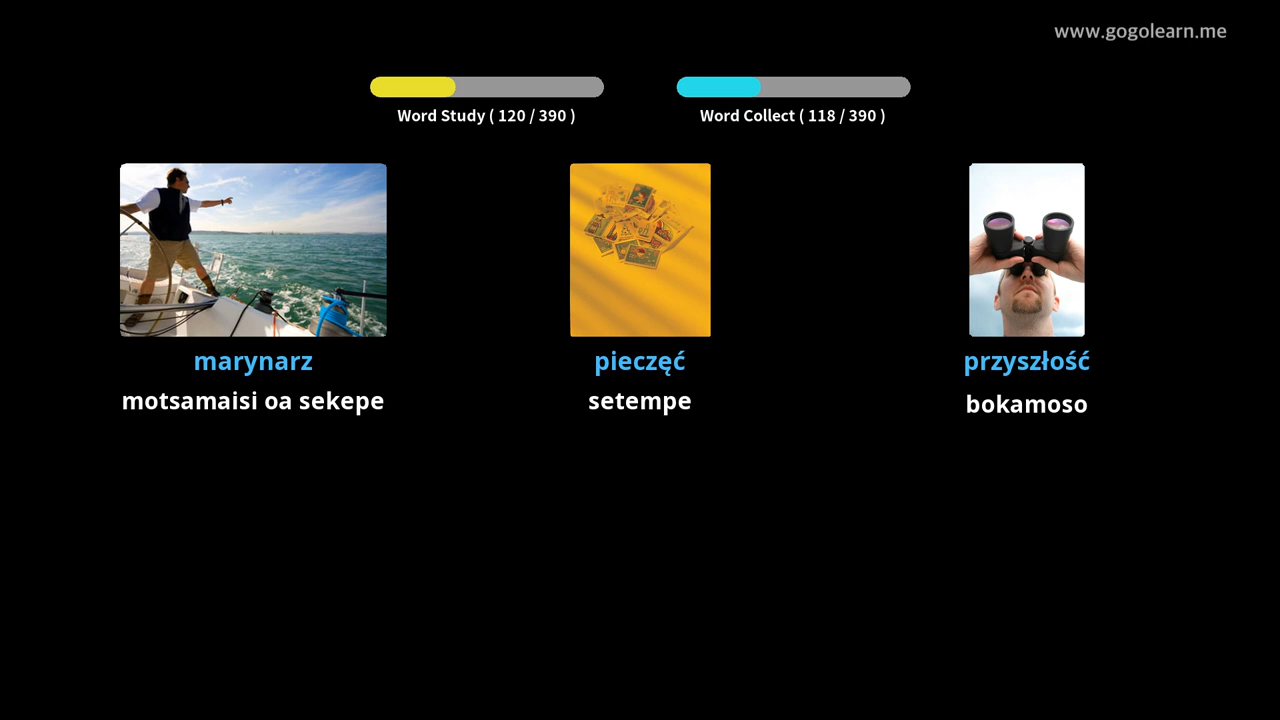 www.gogolearn.me
Word Study ( 120 / 390 )
Word Collect ( 118 / 390 )
marynarz
motsamaisi oa sekepe
pieczęć
setempe
przyszłość
bokamoso